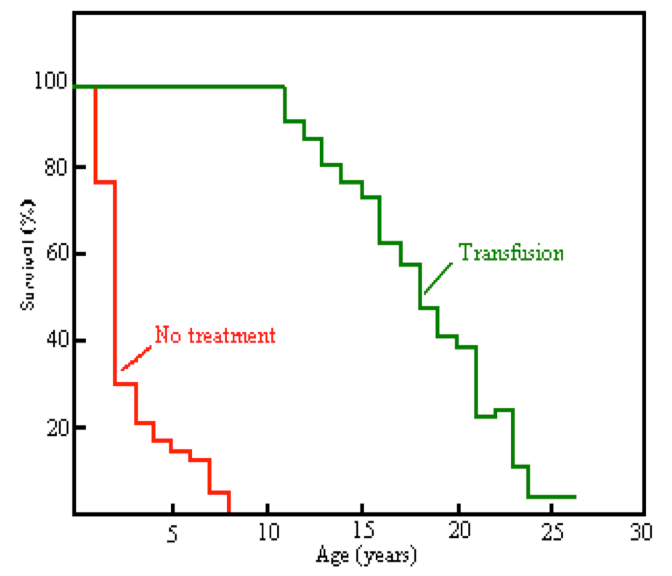 100
80
60
40
20
Survival (%)
Transfusion
No treatment
5 10 15 20 25 30
Age (years)